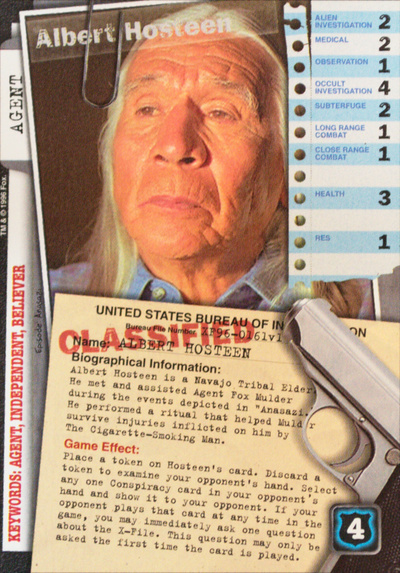 Albert Hosteen
AGENT
TM & © 1996 Fox.
KEYWORDS: AGENT, INDEPENDENT, BELIEVER
ALIEN INVESTIGATION 2
MEDICAL 2
OBSERVATION 1
OCCULT INVESTIGATION 4
SUBTERFUGE 2
LONG RANGE COMBAT 1
CLOSE RANGE COMBAT 1
HEALTH 3
RES 1
UNITED STATES BUREAU OF IN ON
Bureau File Number: XF96-0161v1
CLASSIFIED
Name: ALBERT HOSTEEN
Biographical Information:
Albert Hosteen is a Navajo Tribal Elder
He met and assisted Agent Fox Mulder
during the events depicted in "Anasazi.
He performed a ritual that helped Mulder
survive injuries inflicted on him by
The Cigarette-Smoking Man.
Game Effect:
Place a token on Hosteen's card. Discard a
token to examine your opponent's hand. Select
any one Conspiracy card in your opponent's
hand and show it to your opponent. If your
opponent plays that card at any time in the
game, you may immediately ask one question
about the X-File. This question may only be
asked the first time the card is played.
4